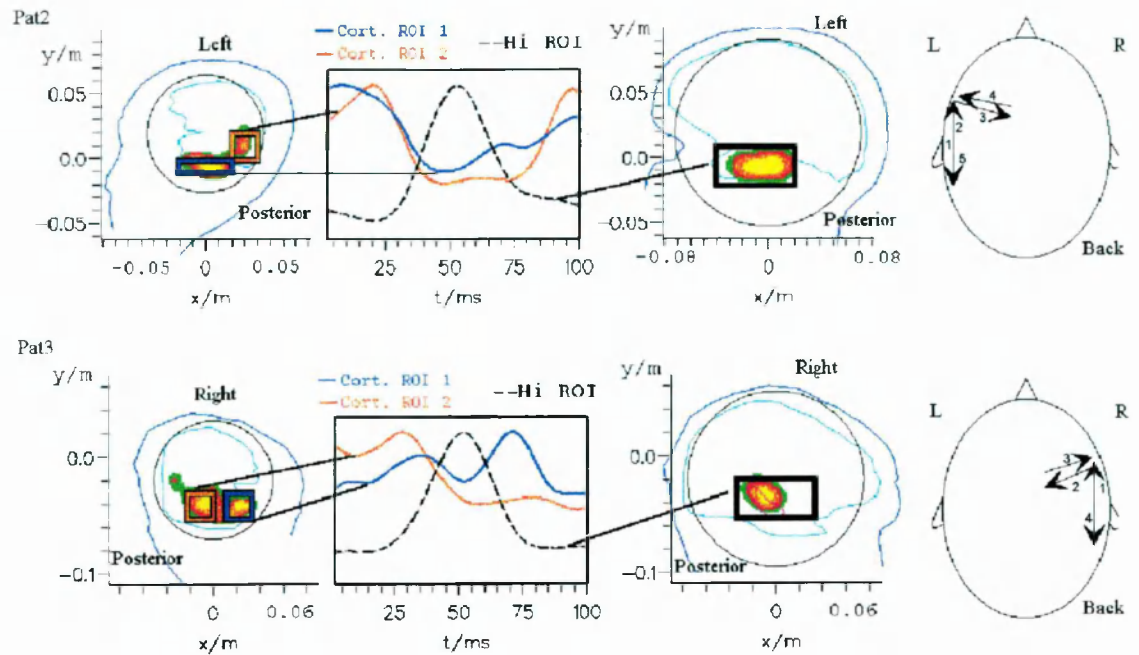 Pat2
y/m
Left
Cort. ROI 1
Cort. ROI 2
--Hi ROI
0.05
0.0
-0.05
Posterior
-0.05 0 0.05
x/m
25 50 75 100
t/ms
y/m
Left
0.05
0.0
-0.05
Posterior
-0.08 0 0.08
x/m
L R
4
3
2
1
5
Back
Pat3
y/m
Right
Cort. ROI 1
Cort. ROI 2
--Hi ROI
0.0
-0.1
Posterior
0 0.06
x/m
0 25 50 75 100
t/ms
y/m
Right
0.0
-0.1
Posterior
0 0.06
x/m
L R
3
2
1
4
Back